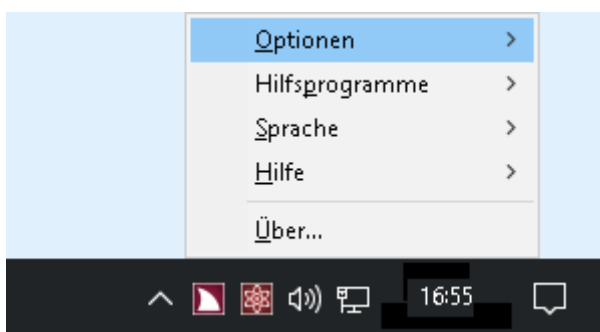 Optionen
Hilfsprogramme
Sprache
Hilfe
Über...
16:55